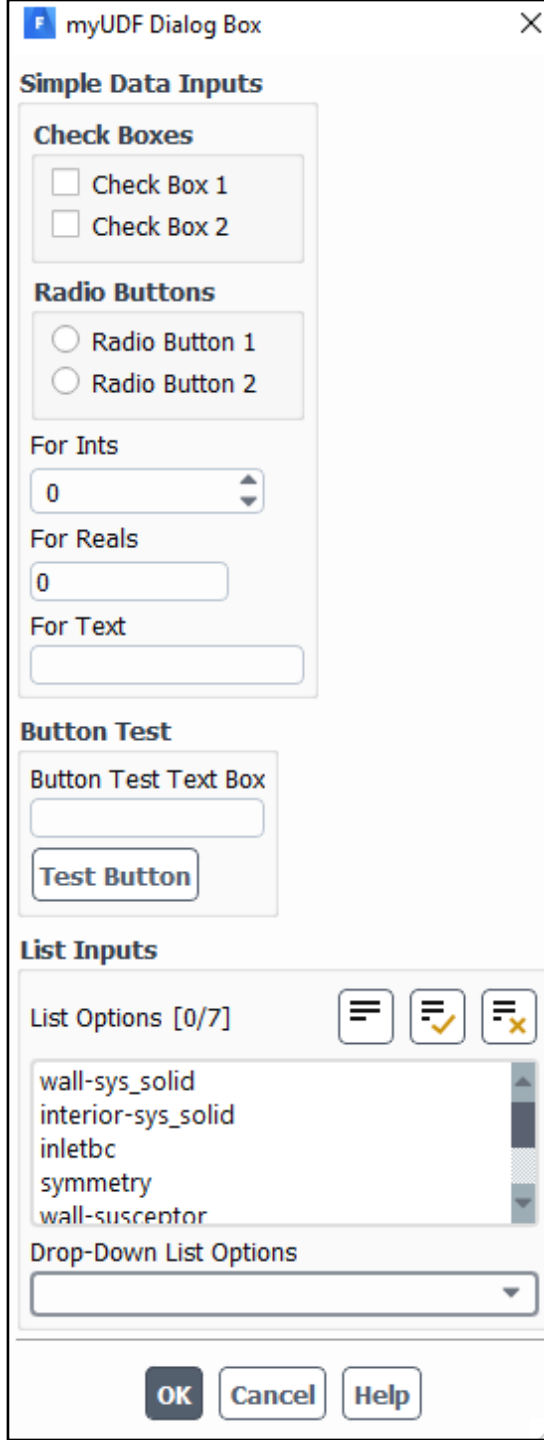 F myUDF Dialog Box
Simple Data Inputs
Check Boxes
Check Box 1
Check Box 2
Radio Buttons
Radio Button 1
Radio Button 2
For Ints
0
For Reals
0
For Text
Button Test
Button Test Text Box
Test Button
List Inputs
List Options [0/7]
wall-sys_solid
interior-sys_solid
inletbc
symmetry
wall-susceptor
Drop-Down List Options
OK Cancel Help